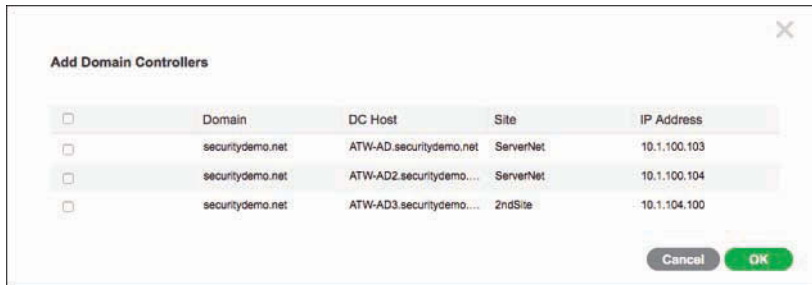 Add Domain Controllers
Domain DC Host Site IP Address
securitydemo.net ATW-AD.securitydemo.net ServerNet 10.1.100.103
securitydemo.net ATW-AD2.securitydemo.... ServerNet 10.1.100.104
securitydemo.net ATW-AD3.securitydemo.... 2ndSite 10.1.104.100
Cancel OK